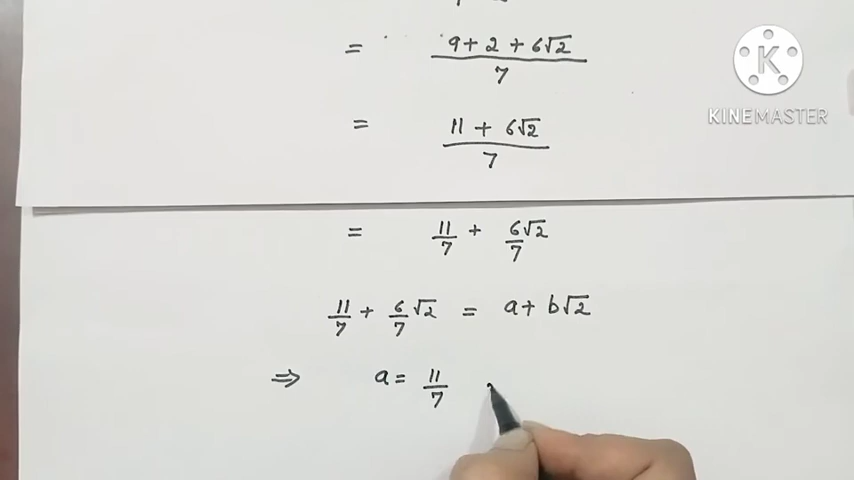 = 9 + 2 + 6√2 / 7
K
KINEMASTER
= 11 + 6√2 / 7
= 11/7 + 6√2/7
11/7 + 6/7 √2 = a + b√2
⇒ a = 11/7